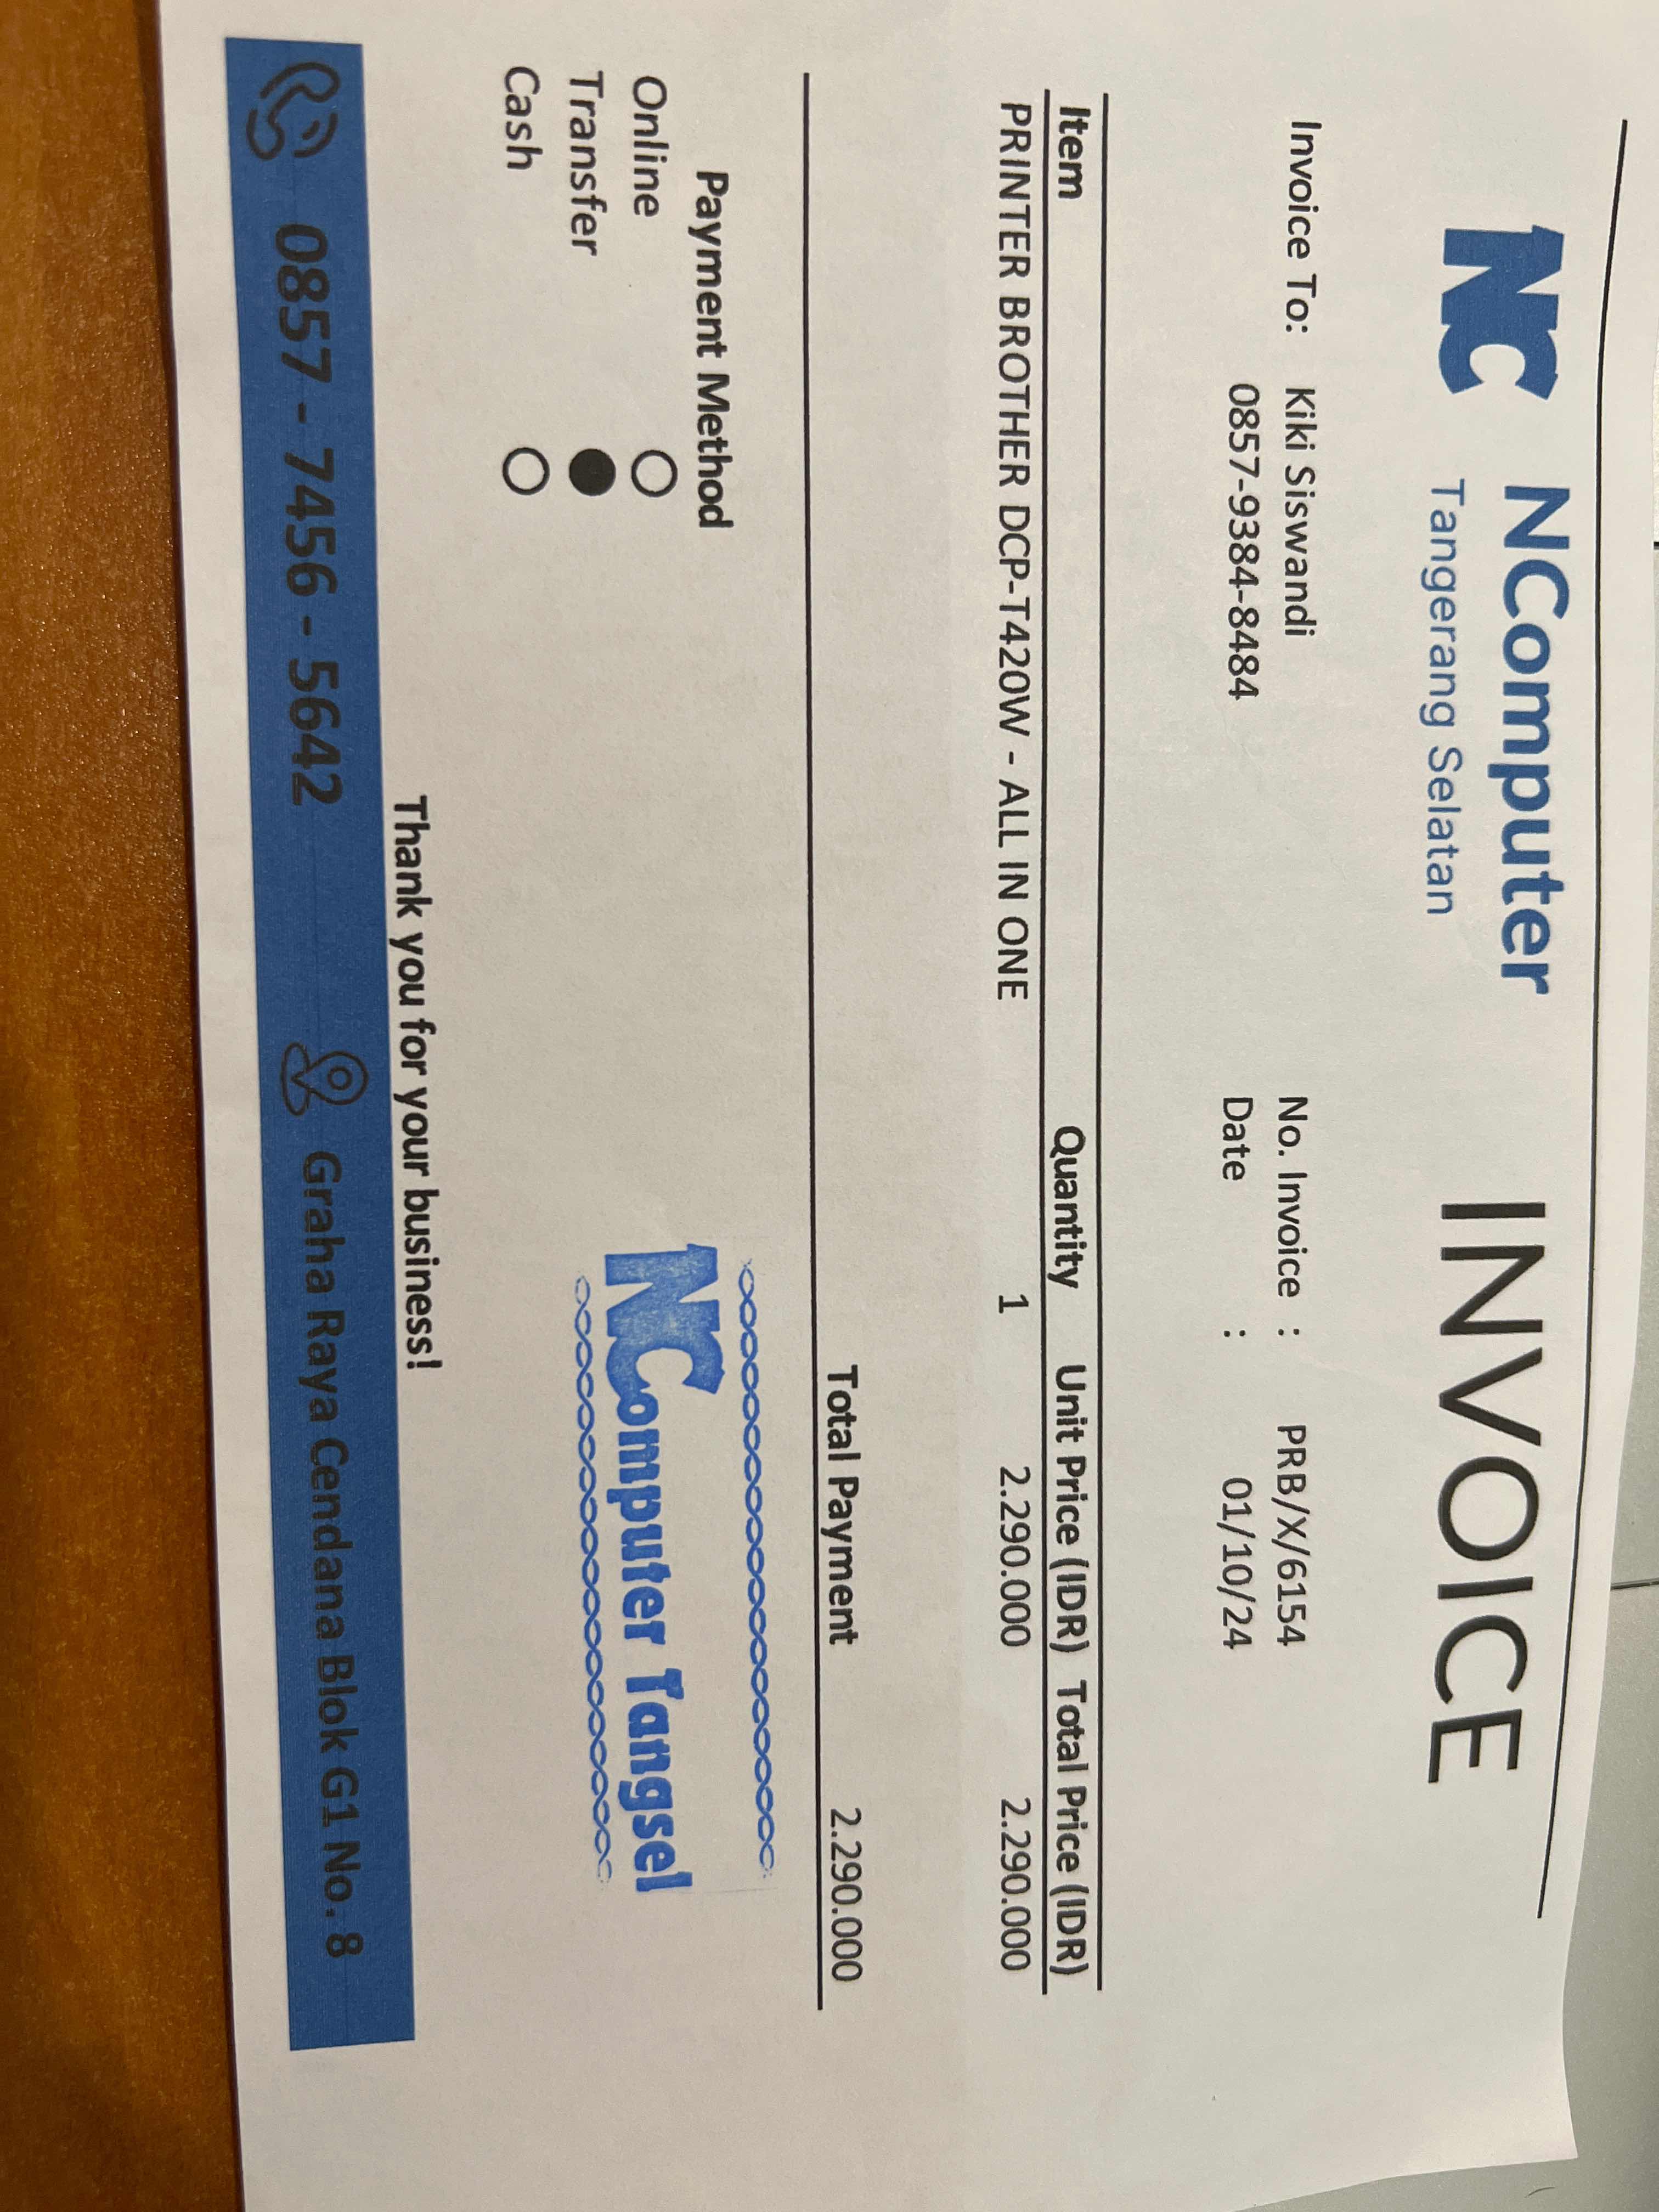 NC NComputer INVOICE
Tangerang Selatan
Invoice To: Kiki Siswandi No. Invoice : PRB/X/6154
0857-9384-8484 Date : 01/10/24
Item Quantity Unit Price (IDR) Total Price (IDR)
PRINTER BROTHER DCP-T420W - ALL IN ONE 1 2.290.000 2.290.000
Total Payment 2.290.000
Payment Method
Online
Transfer
Cash
NComputer Tangsel
Thank you for your business!
0857 - 7456 - 5642 Graha Raya Cendana Blok G1 No. 8